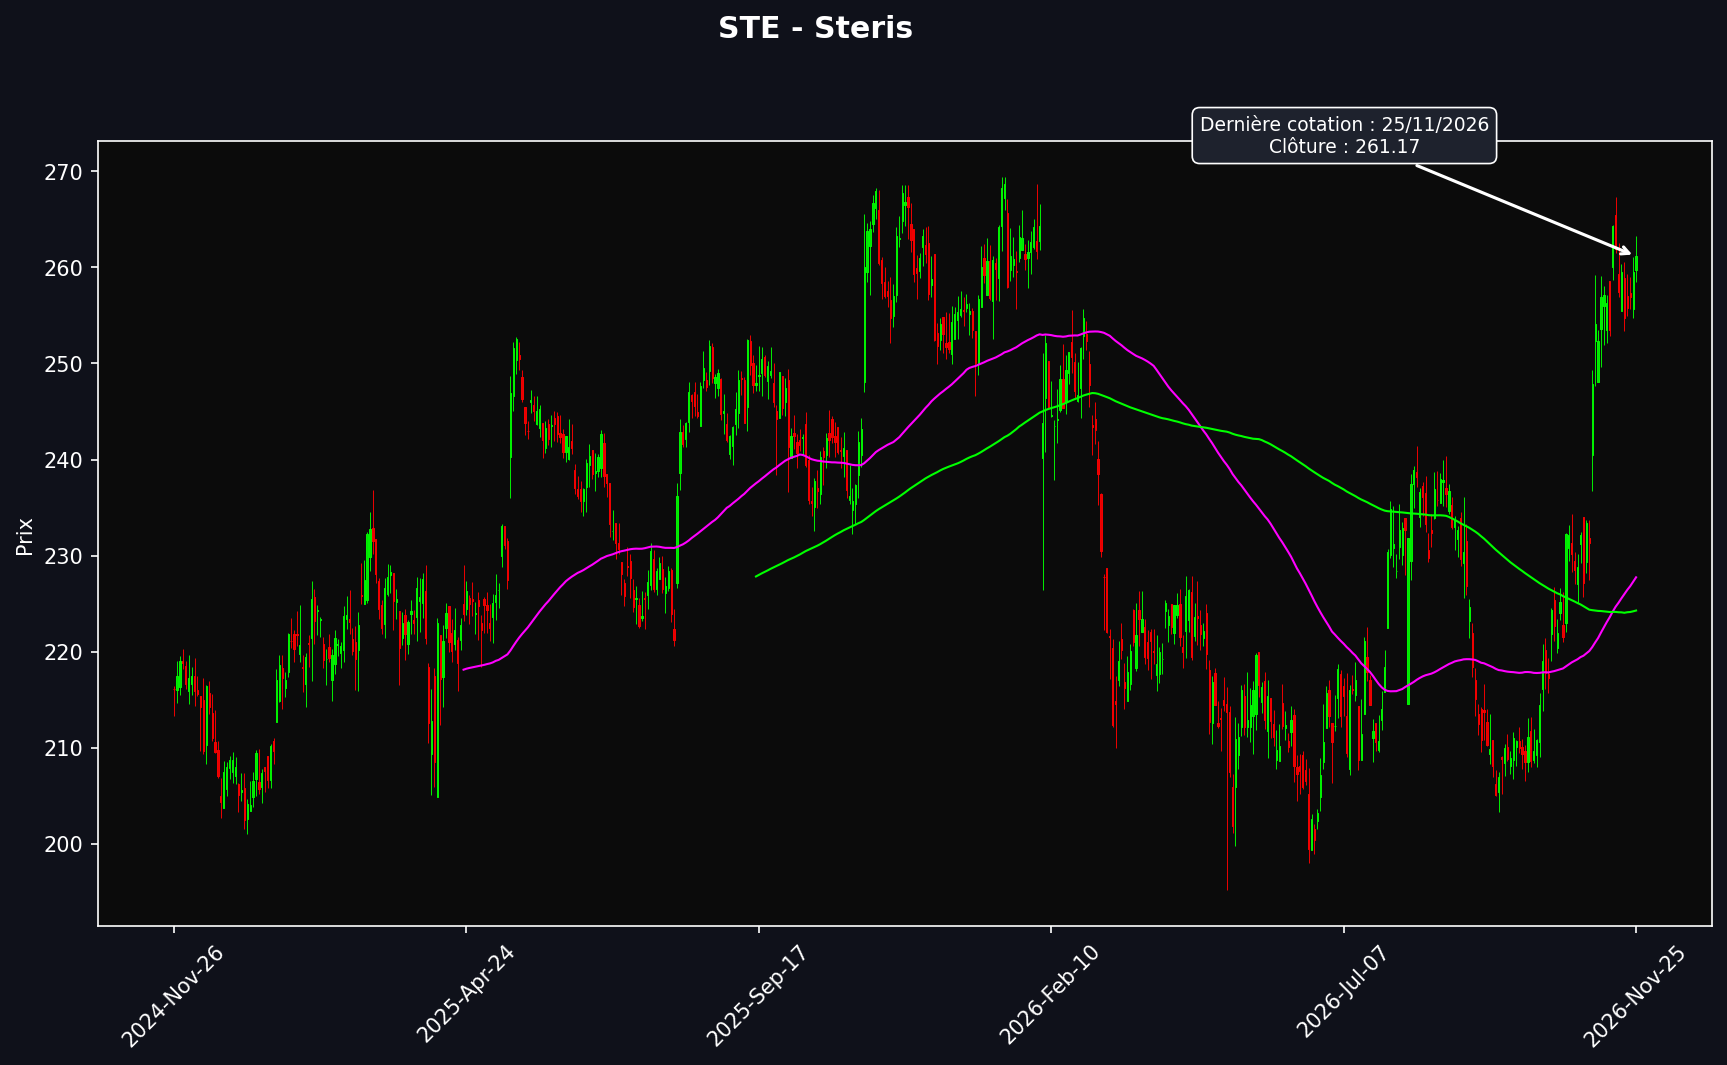 STE - Steris
Dernière cotation : 25/11/2026
Clôture : 261.17
Prix
270
260
250
240
230
220
210
200
2024-Nov-26
2025-Apr-24
2025-Sep-17
2026-Feb-10
2026-Jul-07
2026-Nov-25